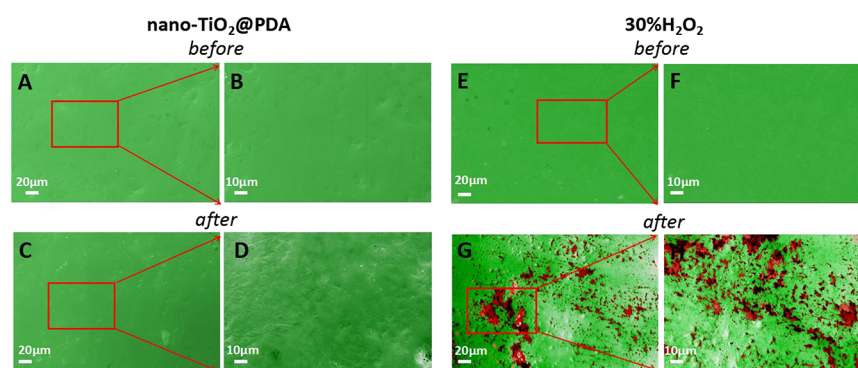 nano-TiO₂@PDA
before
A
B
20μm
10μm
after
C
D
20μm
10μm
30%H₂O₂
before
E
F
20μm
10μm
after
G
H
20μm
10μm